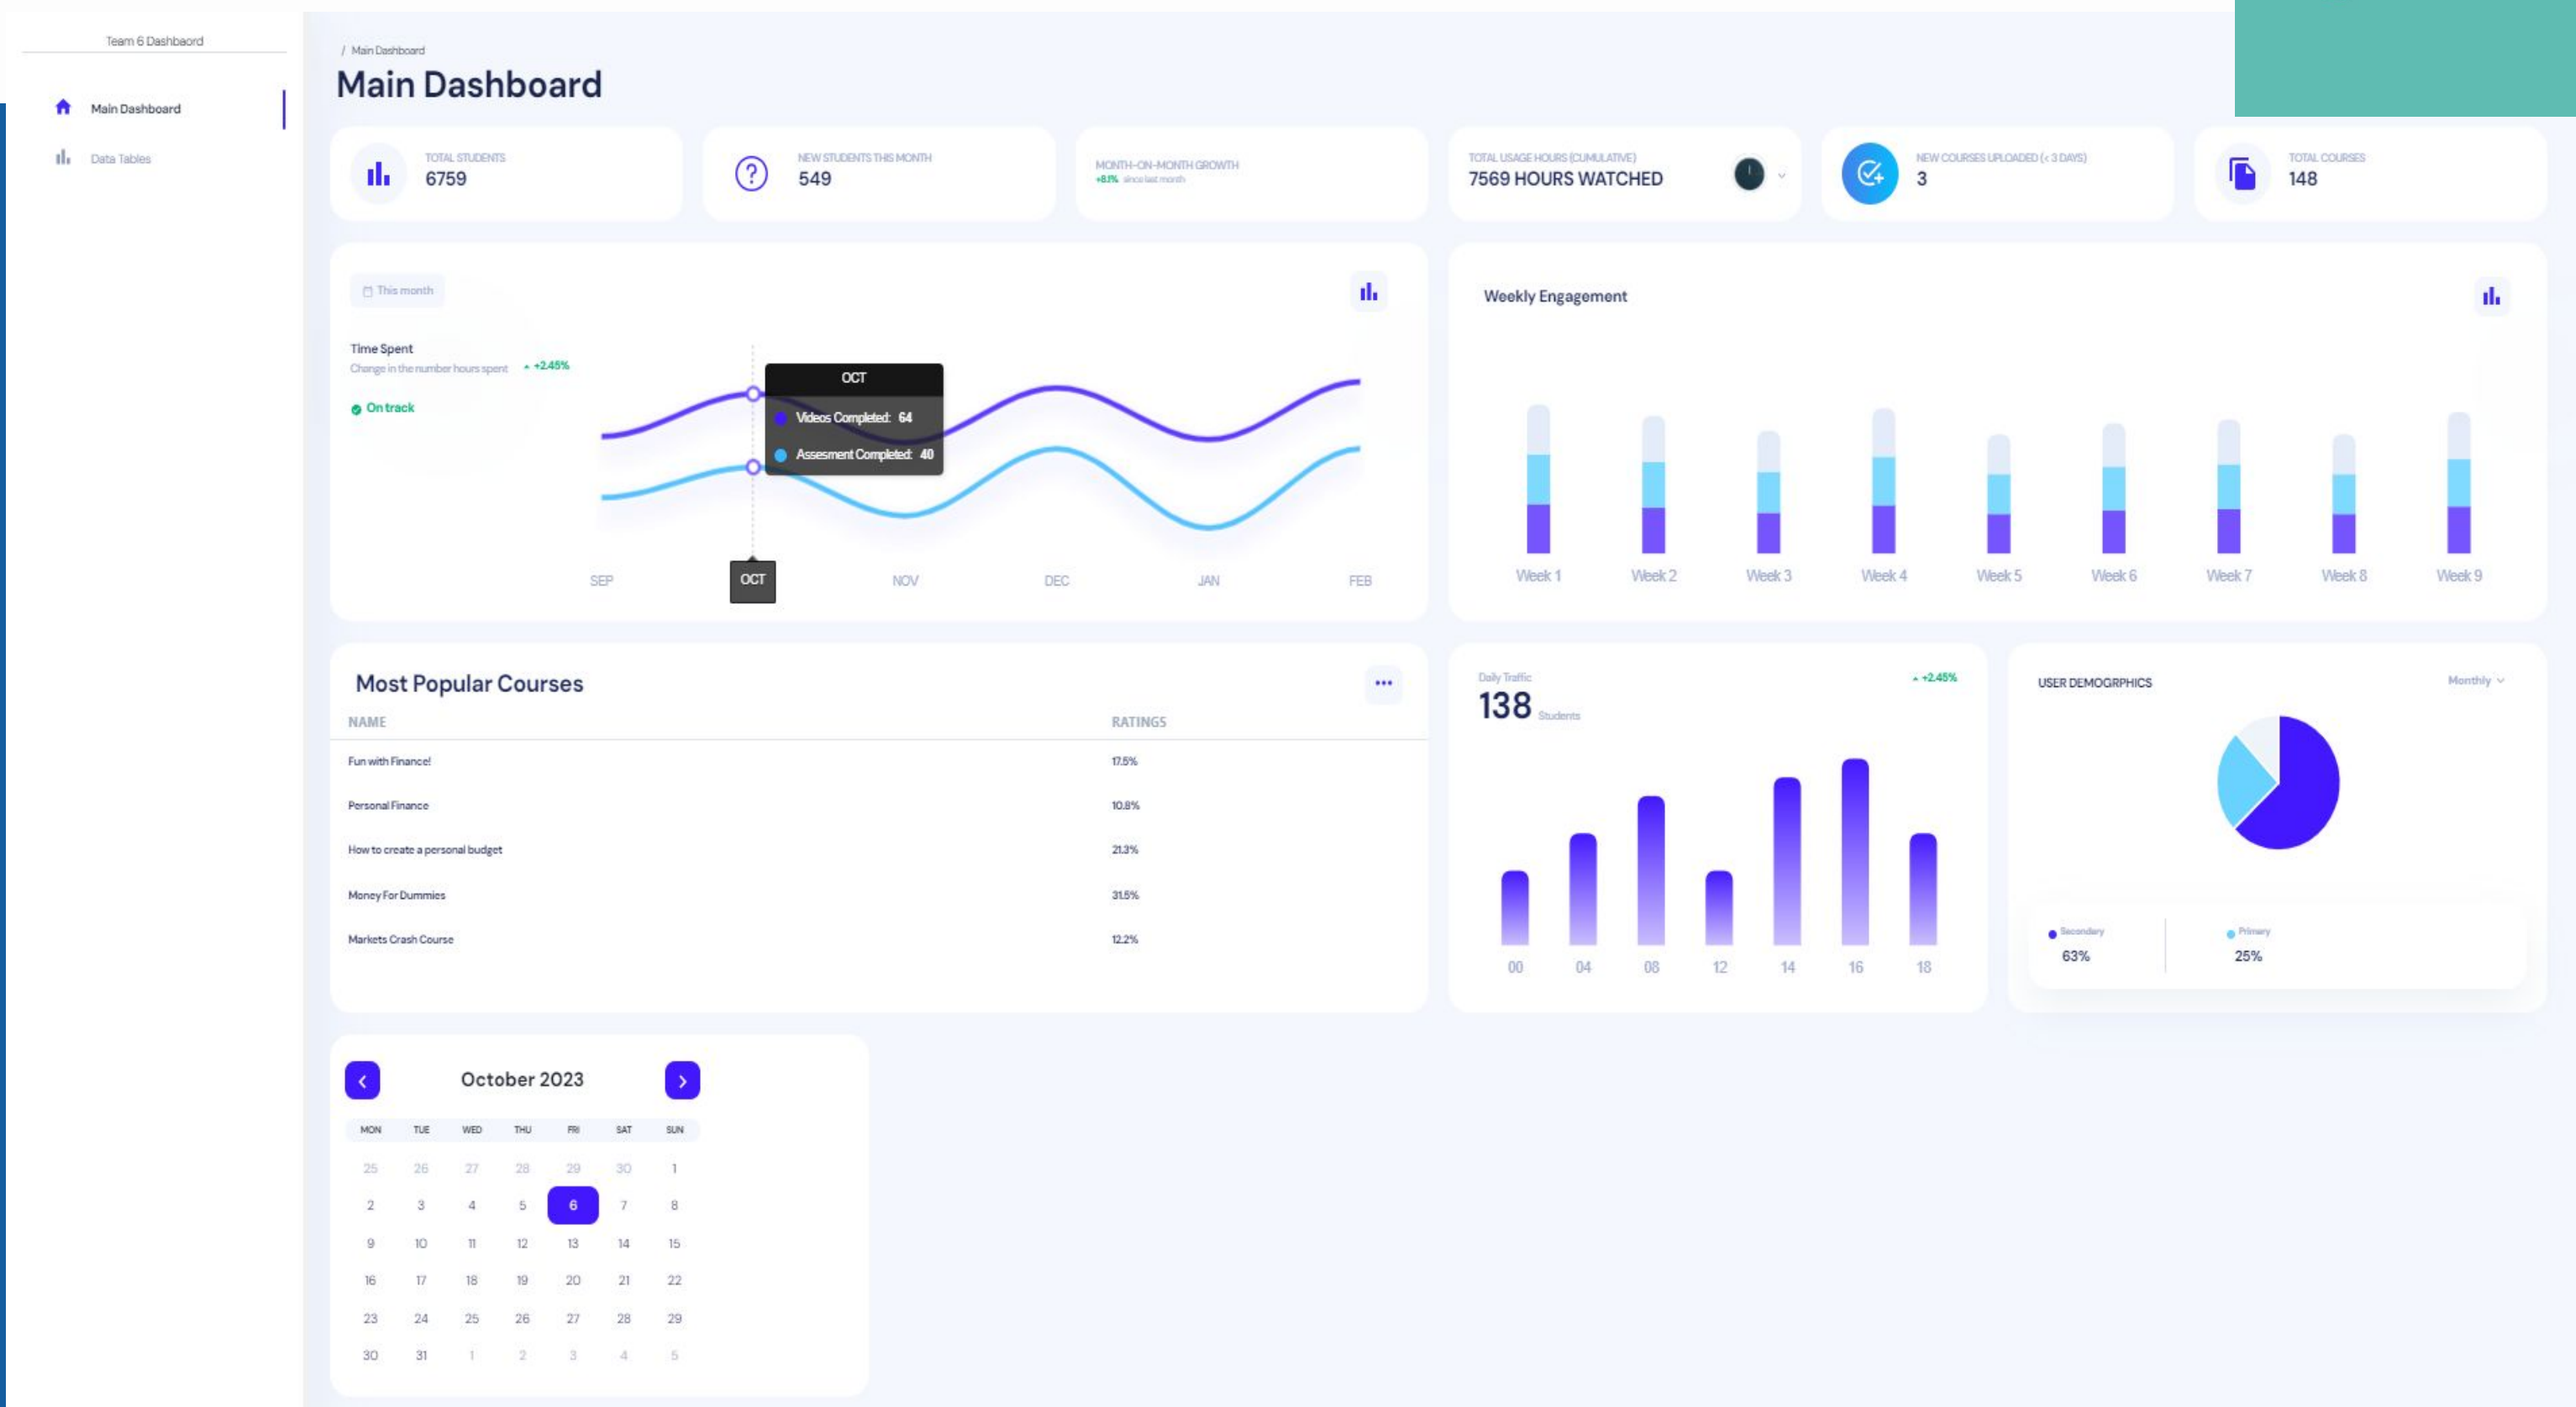 Team 6 Dashbaord
Main Dashboard
Data Tables
/ Main Dashboard
Main Dashboard
TOTAL STUDENTS
6759
NEW STUDENTS THIS MONTH
549
MONTH-ON-MONTH GROWTH
+8.1% since last month
TOTAL USAGE HOURS (CUMULATIVE)
7569 HOURS WATCHED
NEW COURSES UPLOADED (< 3 DAYS)
3
TOTAL COURSES
148
This month
Time Spent
Change in the number hours spent +2.45%
On track
OCT
Videos Completed: 64
Assesment Completed: 40
SEP OCT NOV DEC JAN FEB
Weekly Engagement
Week 1 Week 2 Week 3 Week 4 Week 5 Week 6 Week 7 Week 8 Week 9
Most Popular Courses
NAME RATINGS
Fun with Finance! 17.5%
Personal Finance 10.8%
How to create a personal budget 21.3%
Money For Dummies 31.5%
Markets Crash Course 12.2%
Daily Traffic +2.45%
138 Students
00 04 08 12 14 16 18
USER DEMOGRPHICS Monthly
Secondary Primary
63% 25%
October 2023
MON TUE WED THU FRI SAT SUN
25 26 27 28 29 30 1
2 3 4 5 6 7 8
9 10 11 12 13 14 15
16 17 18 19 20 21 22
23 24 25 26 27 28 29
30 31 1 2 3 4 5